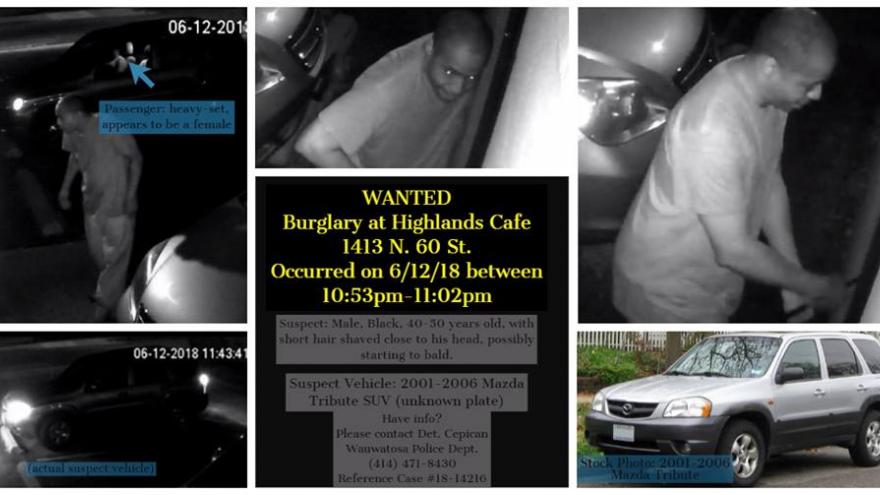 06-12-2018
Passenger: heavy-set,
appears to be a female
WANTED
Burglary at Highlands Cafe
1413 N. 60 St.
Occurred on 6/12/18 between
10:53pm-11:02pm
Suspect: Male, Black, 40-50 years old, with
short hair shaved close to his head, possibly
starting to bald.
Suspect Vehicle: 2001-2006 Mazda
Tribute SUV (unknown plate)
Have info?
Please contact Det. Cepican
Wauwatosa Police Dept.
(414) 471-8430
Reference Case #18-14216
06-12-2018 11:43:41
(actual suspect vehicle)
Stock Photo: 2001-2006
Mazda Tribute